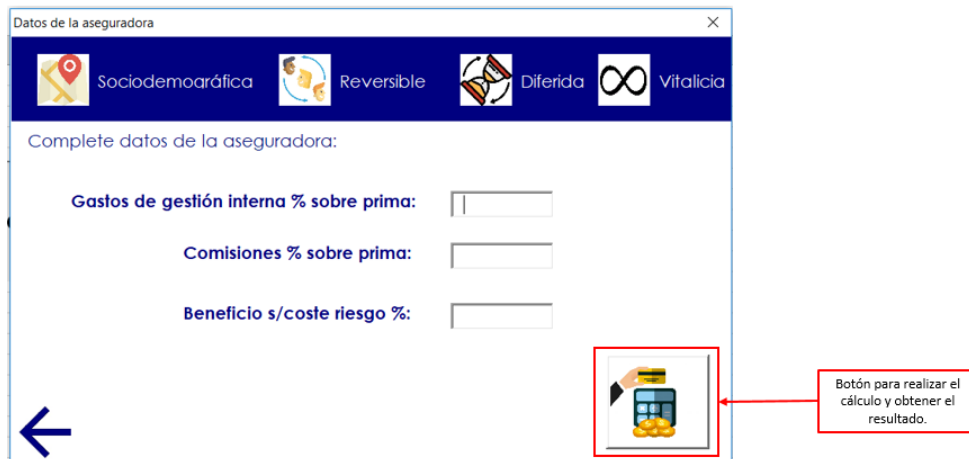 Datos de la aseguradora
Sociodemográfica
Reversible
Diferida
Vitalicia
Complete datos de la aseguradora:
Gastos de gestión interna % sobre prima:
Comisiones % sobre prima:
Beneficio s/coste riesgo %:
Botón para realizar el
cálculo y obtener el
resultado.